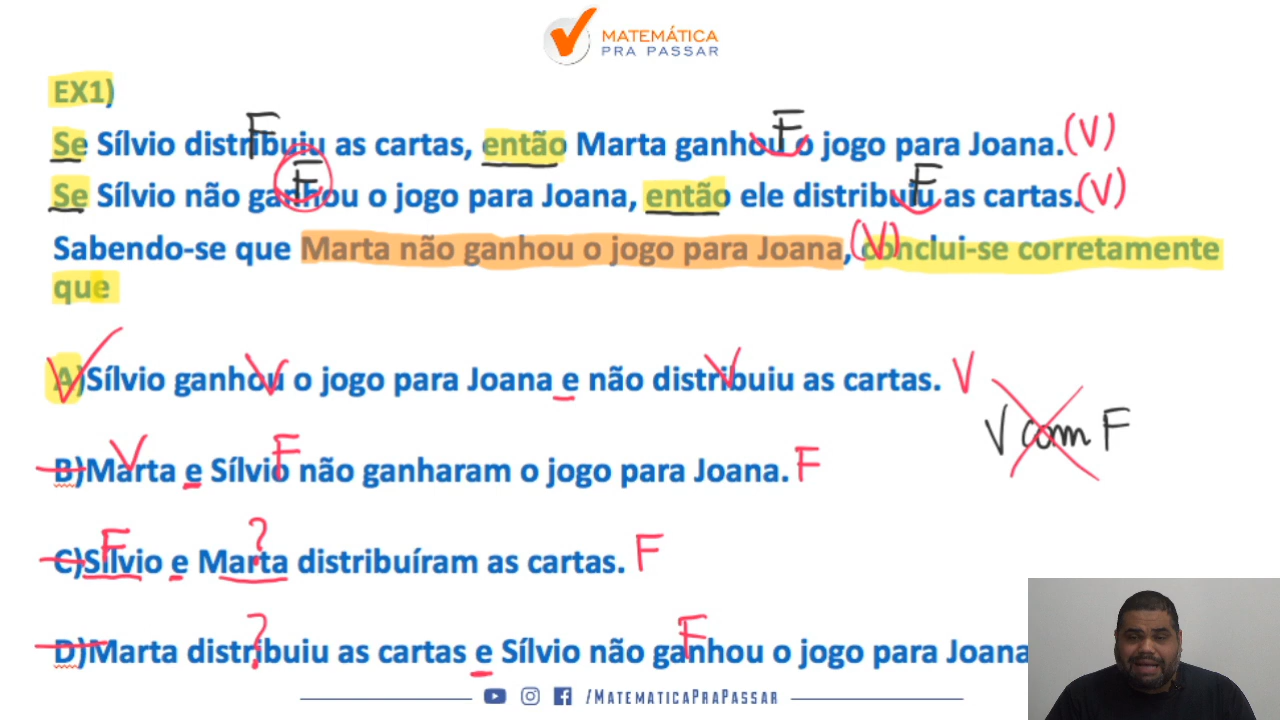 MATEMÁTICA
PRA PASSAR
EX1)
F F
Se Sílvio distribuiu as cartas, então Marta ganhou o jogo para Joana. (V)
F F
Se Sílvio não ganhou o jogo para Joana, então ele distribuiu as cartas. (V)
Sabendo-se que Marta não ganhou o jogo para Joana, (V) conclui-se corretamente
que
V V
A)Sílvio ganhou o jogo para Joana e não distribuiu as cartas. V
V com F
V F
B)Marta e Sílvio não ganharam o jogo para Joana. F
F ?
C)Sílvio e Marta distribuíram as cartas. F
? F
D)Marta distribuiu as cartas e Sílvio não ganhou o jogo para Joana
/MATEMATICAPRAPASSAR